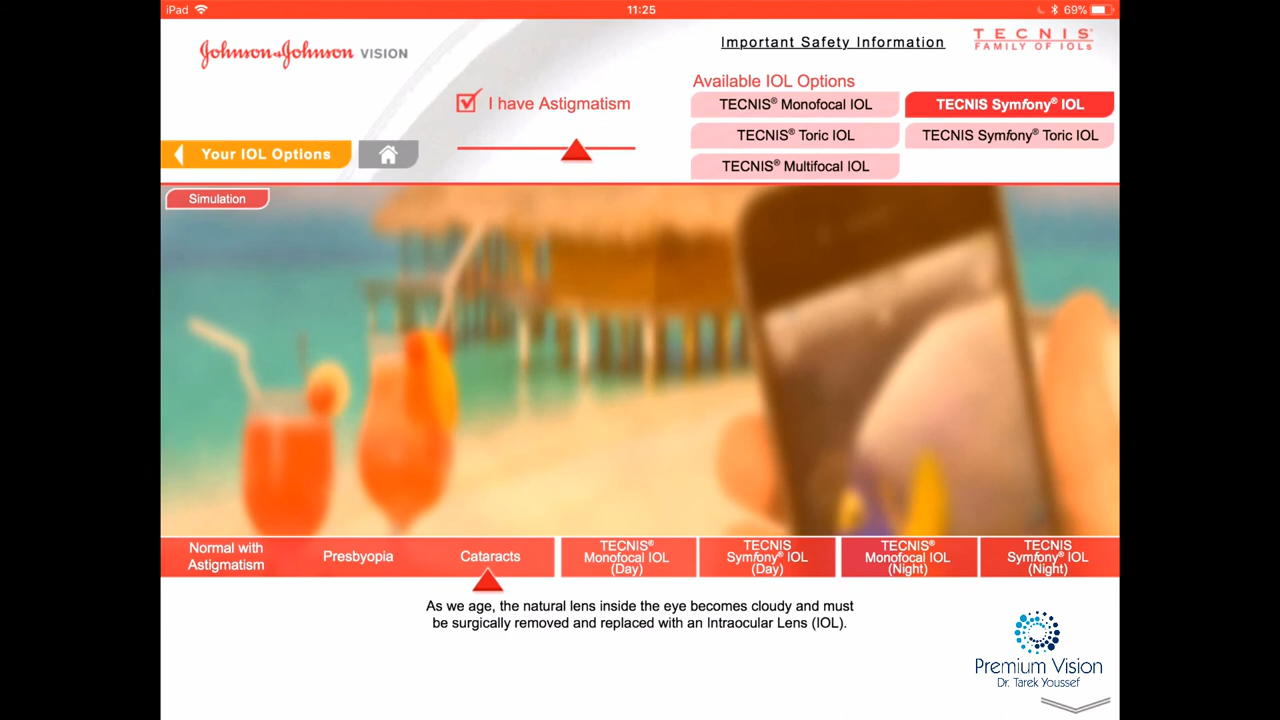 iPad
11:25
69%
Johnson & Johnson VISION
Important Safety Information
TECNIS®
FAMILY OF IOLs
I have Astigmatism
Available IOL Options
TECNIS® Monofocal IOL
TECNIS Symfony® IOL
TECNIS® Toric IOL
TECNIS Symfony® Toric IOL
TECNIS® Multifocal IOL
Your IOL Options
Simulation
Normal with
Astigmatism
Presbyopia
Cataracts
TECNIS®
Monofocal IOL
(Day)
TECNIS
Symfony® IOL
(Day)
TECNIS®
Monofocal IOL
(Night)
TECNIS
Symfony® IOL
(Night)
As we age, the natural lens inside the eye becomes cloudy and must
be surgically removed and replaced with an Intraocular Lens (IOL).
Premium Vision
Dr. Tarek Youssef